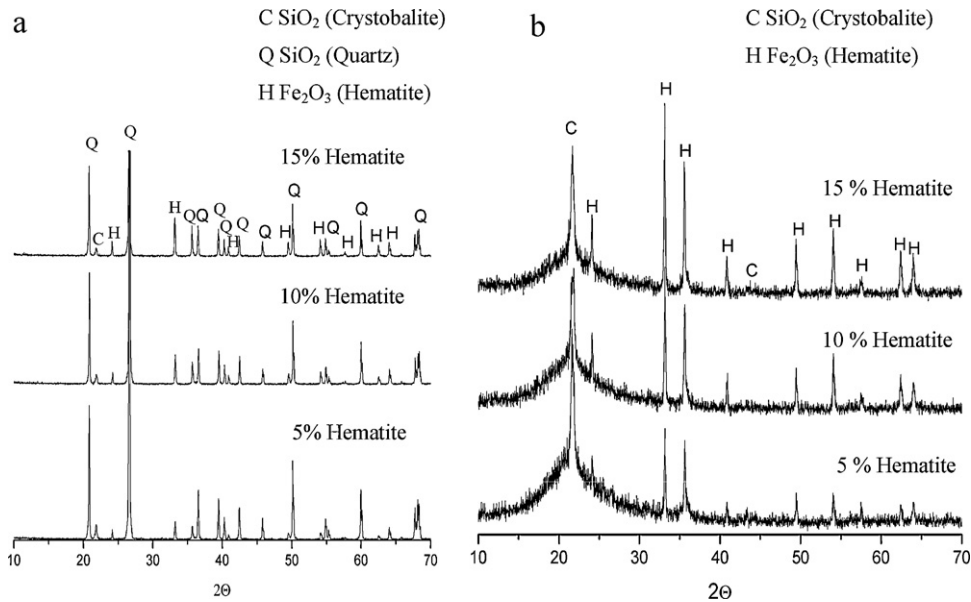 a
C SiO₂ (Crystobalite)
Q SiO₂ (Quartz)
H Fe₂O₃ (Hematite)
Q
Q
15% Hematite
C
H
H
Q
Q
Q
Q
H
Q
Q
H
Q
H
Q
H
Q
H
H
Q
10% Hematite
5% Hematite
10 20 30 40 50 60 70
2Θ
b
C SiO₂ (Crystobalite)
H Fe₂O₃ (Hematite)
C
H
H
H
15 % Hematite
H
C
H
H
H
H
H
10 % Hematite
5 % Hematite
10 20 30 40 50 60 70
2Θ